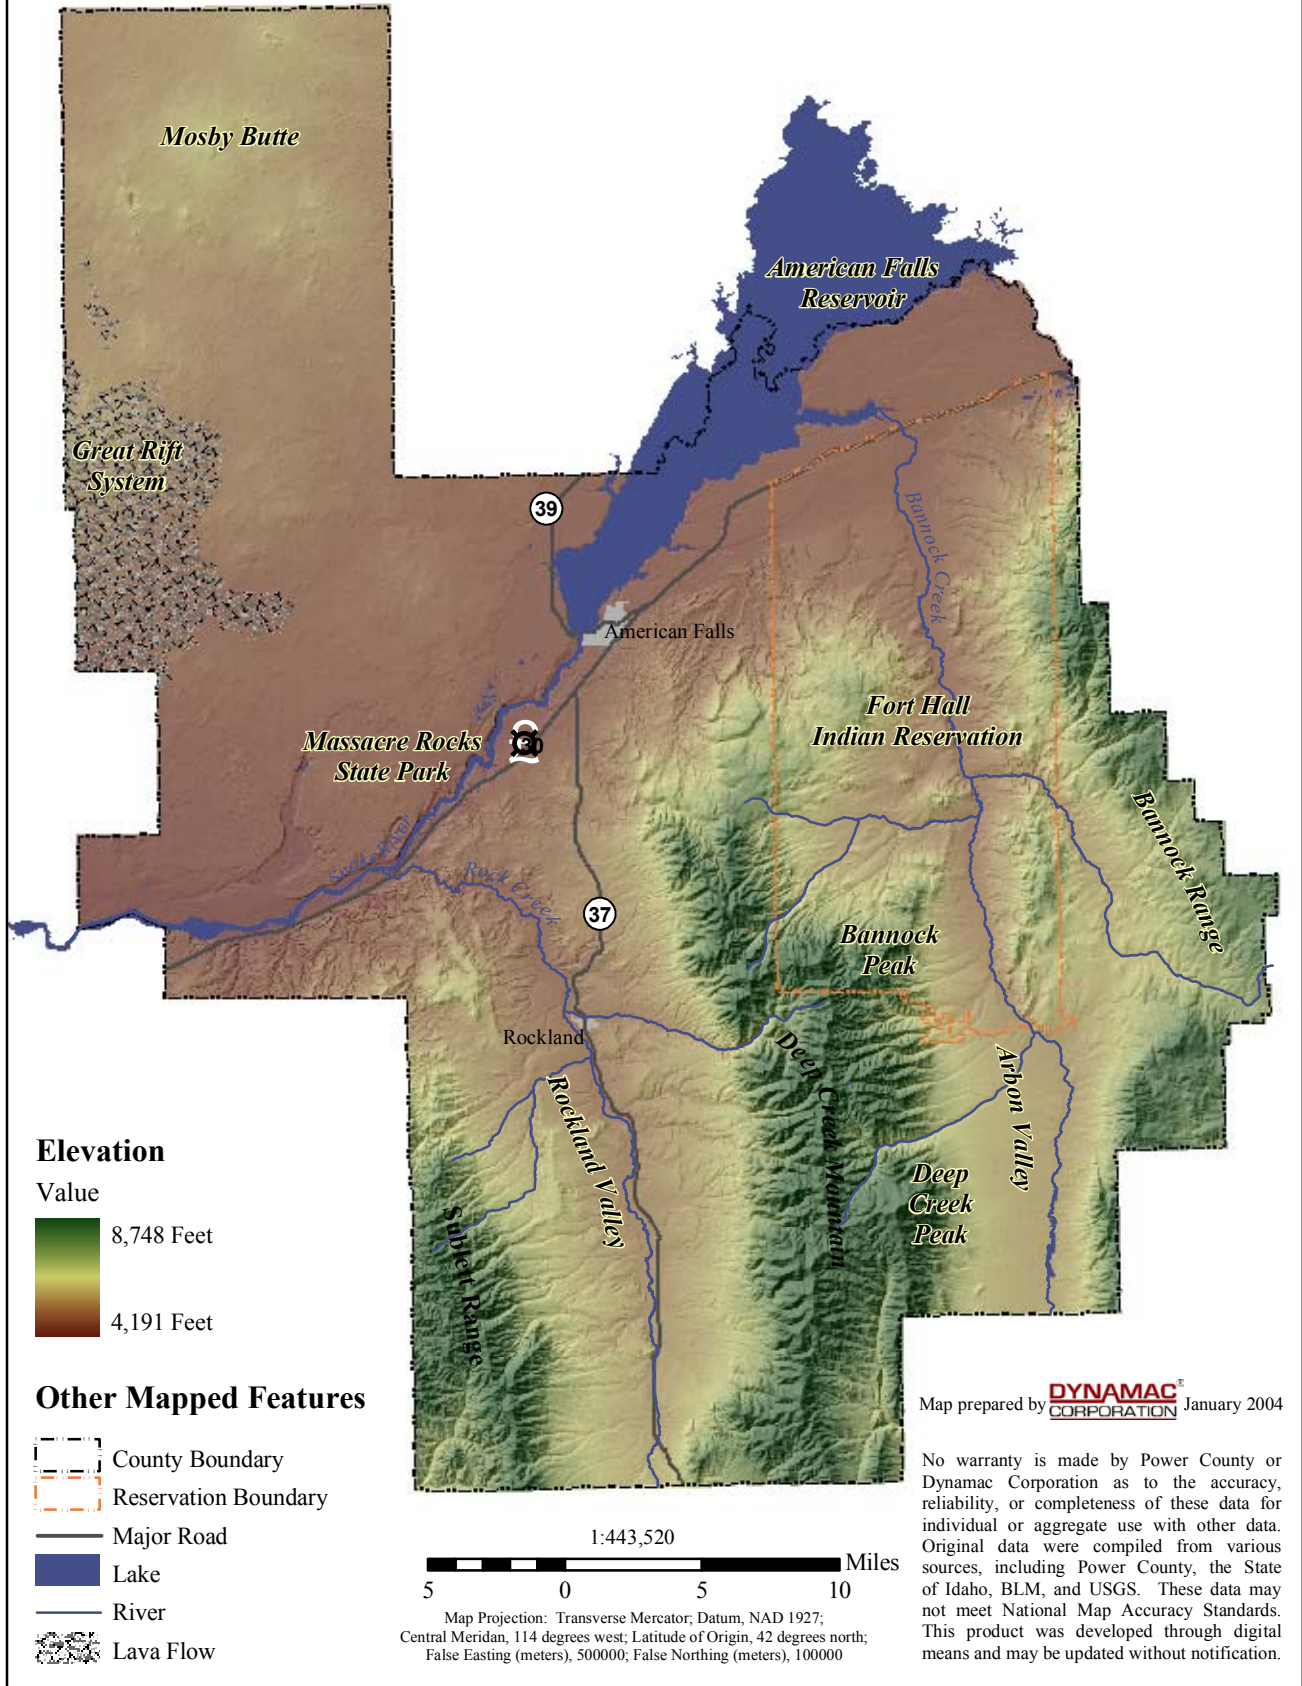 Mosby Butte
American Falls
Reservoir
Great Rift
System
39
Bannock Creek
American Falls
Fort Hall
Indian Reservation
Massacre Rocks
State Park
Bannock Range
Snake River
Rock Creek
37
Bannock
Peak
Rockland
Deep Creek Mountain
Arbon Valley
Rockland Valley
Deep
Creek
Peak
Sublett Range
Elevation
Value
8,748 Feet
4,191 Feet
Other Mapped Features
County Boundary
Reservation Boundary
Major Road
Lake
River
Lava Flow
1:443,520
Miles
5 0 5 10
Map Projection: Transverse Mercator; Datum, NAD 1927;
Central Meridian, 114 degrees west; Latitude of Origin, 42 degrees north;
False Easting (meters), 500000; False Northing (meters), 100000
Map prepared by DYNAMAC CORPORATION® January 2004
No warranty is made by Power County or
Dynamac Corporation as to the accuracy,
reliability, or completeness of these data for
individual or aggregate use with other data.
Original data were compiled from various
sources, including Power County, the State
of Idaho, BLM, and USGS. These data may
not meet National Map Accuracy Standards.
This product was developed through digital
means and may be updated without notification.